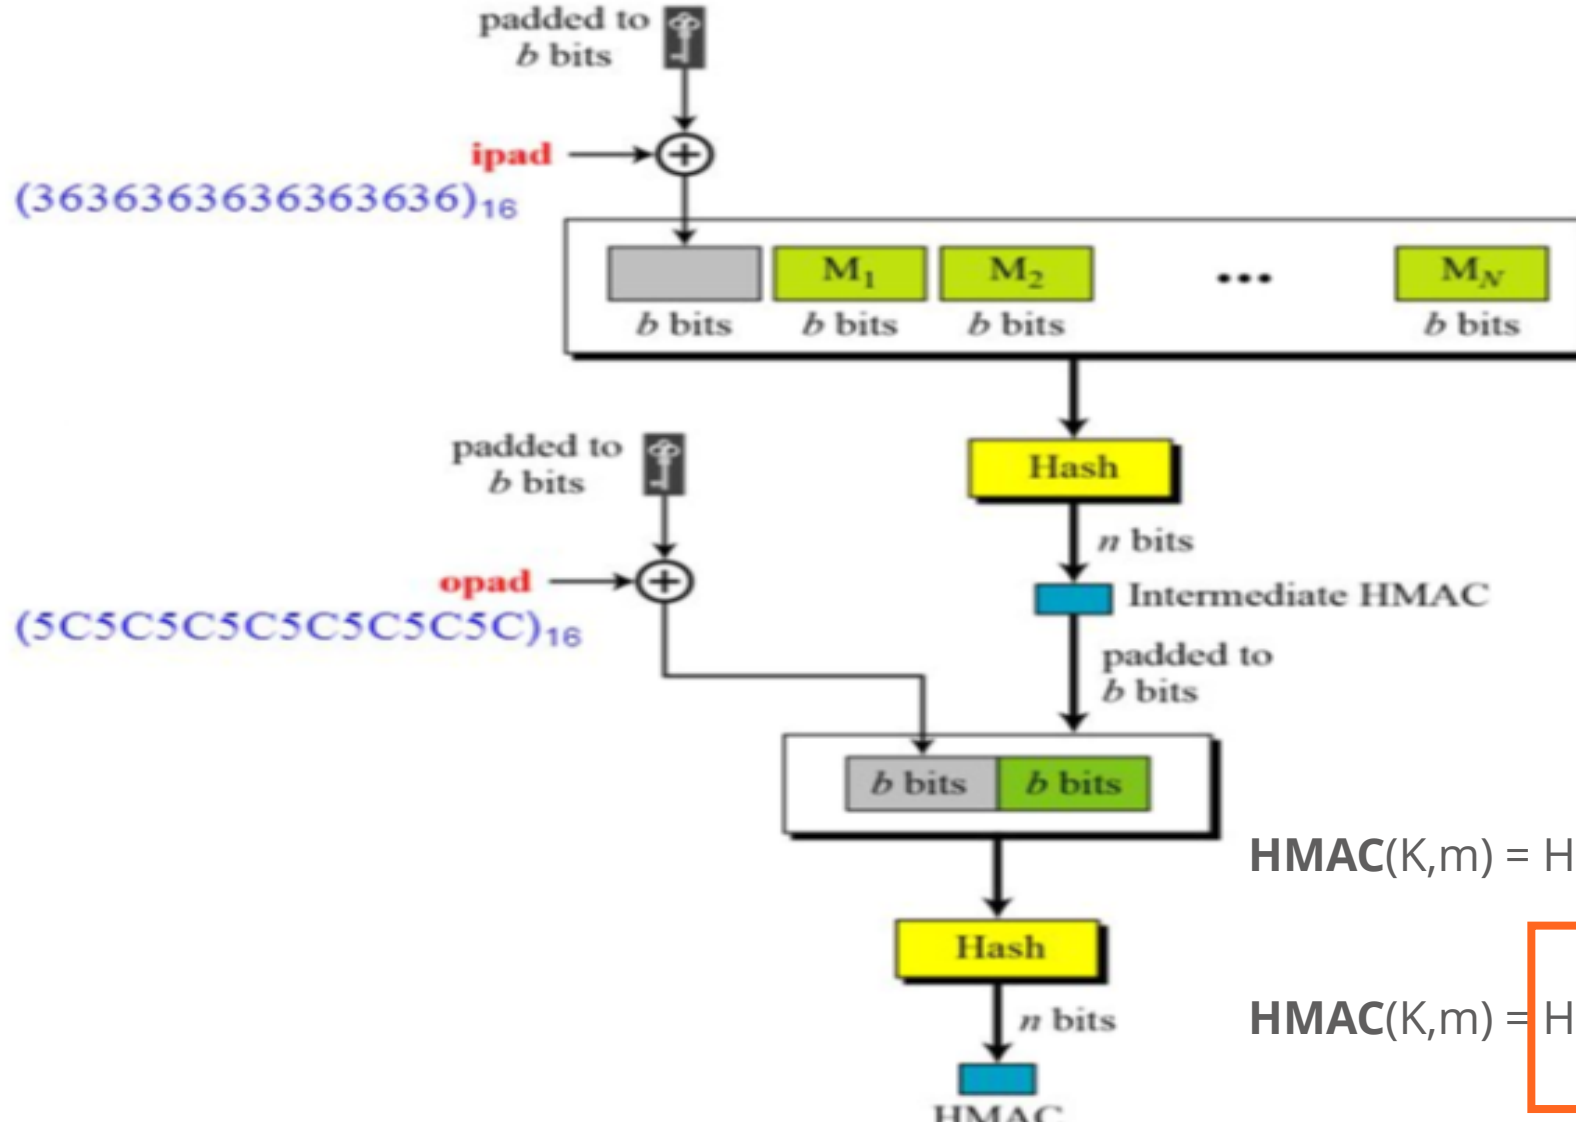 padded to
b bits
ipad
(3636363636363636)16
M1 M2 ... MN
b bits b bits b bits b bits
Hash
padded to
b bits
n bits
opad
Intermediate HMAC
(5C5C5C5C5C5C5C5C)16
padded to
b bits
b bits b bits
HMAC(K,m) = H
Hash
HMAC(K,m) = H
n bits
HMAC